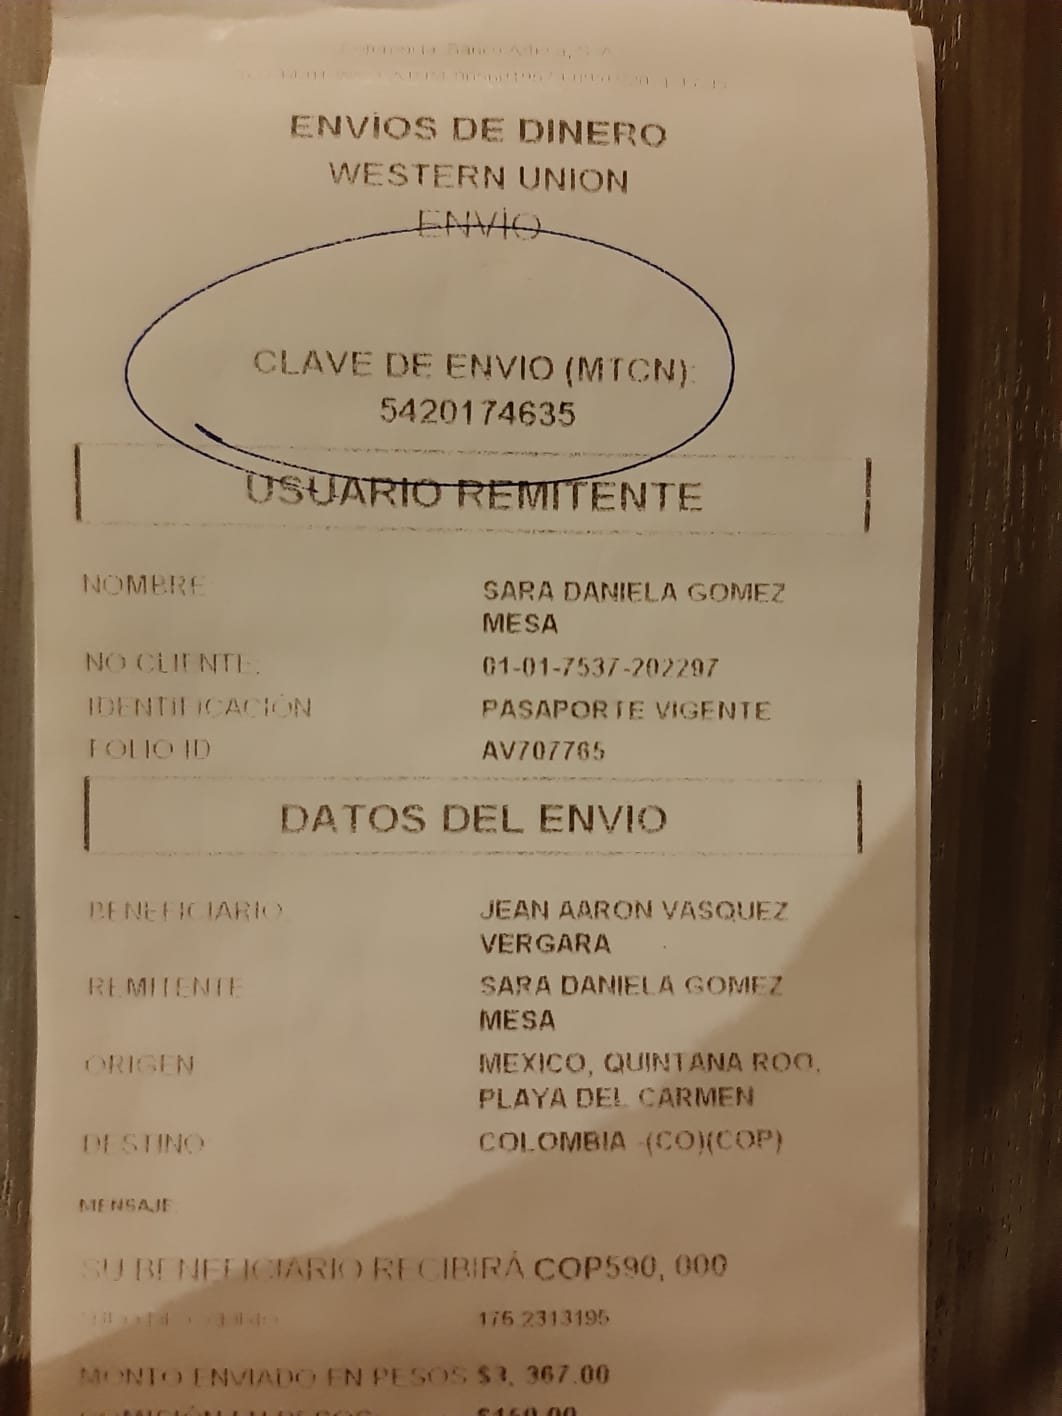 ENVÍOS DE DINERO
WESTERN UNION
ENVÍO
CLAVE DE ENVIO (MTCN):
5420174635
USUARIO REMITENTE
NOMBRE SARA DANIELA GOMEZ
MESA
NO CLIENTE: 01-01-7537-202297
IDENTIFICACIÓN PASAPORTE VIGENTE
FOLIO ID AV707765
DATOS DEL ENVIO
BENEFICIARIO JEAN AARON VASQUEZ
VERGARA
REMITENTE SARA DANIELA GOMEZ
MESA
ORIGEN MEXICO, QUINTANA ROO,
PLAYA DEL CARMEN
DESTINO COLOMBIA -(CO)(COP)
MENSAJE
SU BENEFICIARIO RECIBIRÁ COP590, 000
176.2313195
MONTO ENVIADO EN PESOS $3, 367.00
COMISIÓN EN PESOS